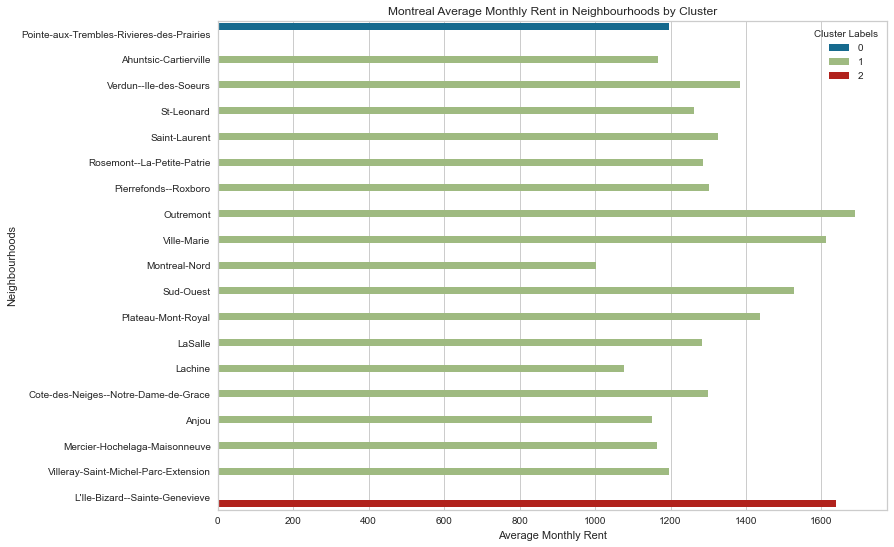 Montreal Average Monthly Rent in Neighbourhoods by Cluster
Cluster Labels
0
1
2
Neighbourhoods
Pointe-aux-Trembles-Rivieres-des-Prairies
Ahuntsic-Cartierville
Verdun--Ile-des-Soeurs
St-Leonard
Saint-Laurent
Rosemont--La-Petite-Patrie
Pierrefonds--Roxboro
Outremont
Ville-Marie
Montreal-Nord
Sud-Ouest
Plateau-Mont-Royal
LaSalle
Lachine
Cote-des-Neiges--Notre-Dame-de-Grace
Anjou
Mercier-Hochelaga-Maisonneuve
Villeray-Saint-Michel-Parc-Extension
L'Ile-Bizard--Sainte-Genevieve
0 200 400 600 800 1000 1200 1400 1600
Average Monthly Rent